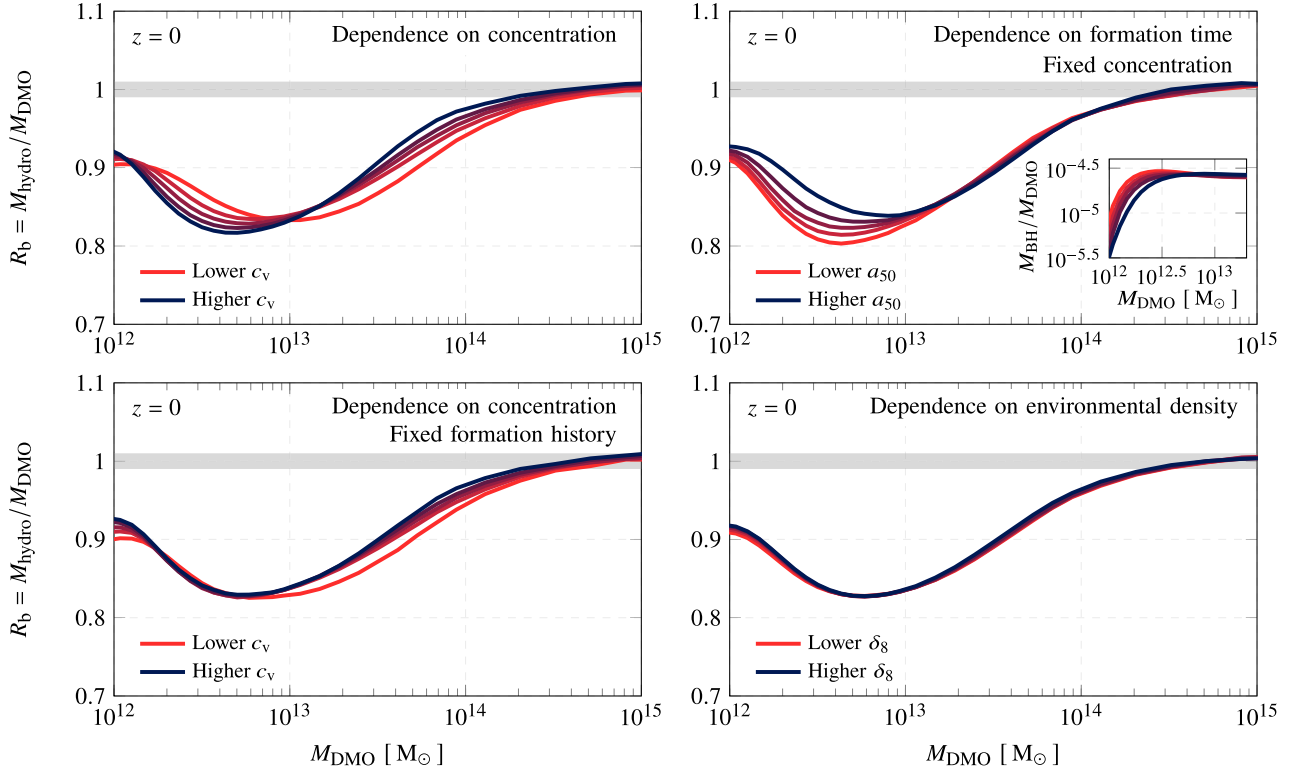 1.1
z = 0
Dependence on concentration
1
0.9
0.8
0.7
R_b = M_hydro/M_DMO
Lower c_v
Higher c_v
10^12
10^13
10^14
10^15
1.1
z = 0
Dependence on formation time
Fixed concentration
1
0.9
0.8
0.7
M_BH/M_DMO
10^−4.5
10^−5
10^−5.5
10^12
10^12.5
10^13
M_DMO [ M_⊙ ]
Lower a_50
Higher a_50
10^12
10^13
10^14
10^15
1.1
z = 0
Dependence on concentration
Fixed formation history
1
0.9
0.8
0.7
R_b = M_hydro/M_DMO
Lower c_v
Higher c_v
10^12
10^13
10^14
10^15
M_DMO [ M_⊙ ]
1.1
z = 0
Dependence on environmental density
1
0.9
0.8
0.7
Lower δ_8
Higher δ_8
10^12
10^13
10^14
10^15
M_DMO [ M_⊙ ]